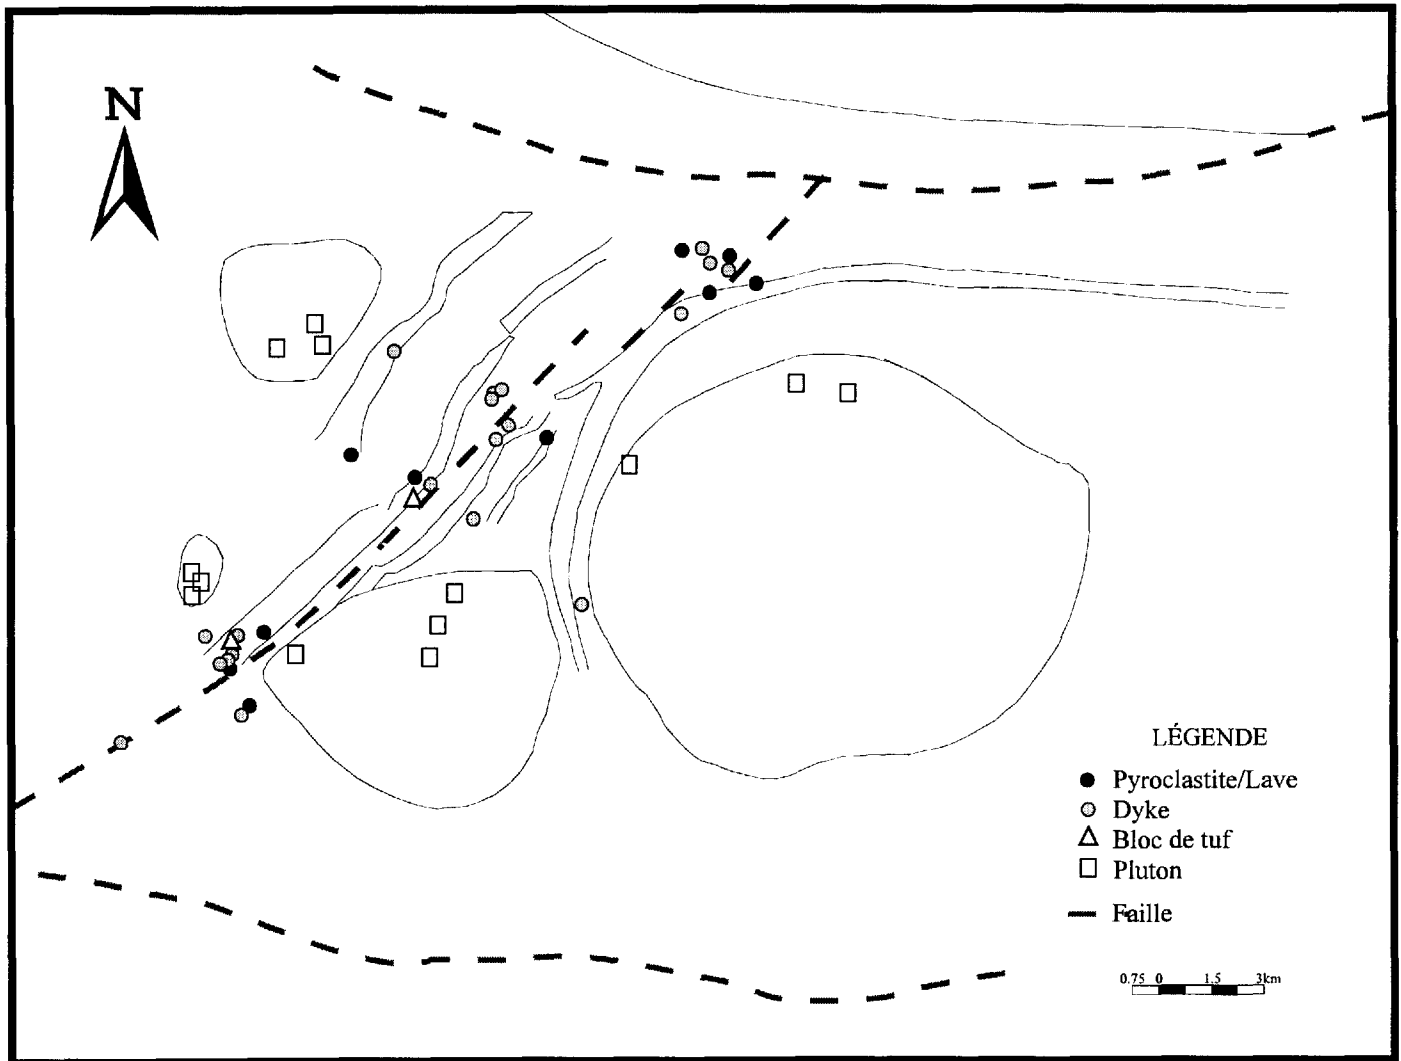 N
LÉGENDE
Pyroclastite/Lave
Dyke
Bloc de tuf
Pluton
Faille
0.75 0 1.5 3km